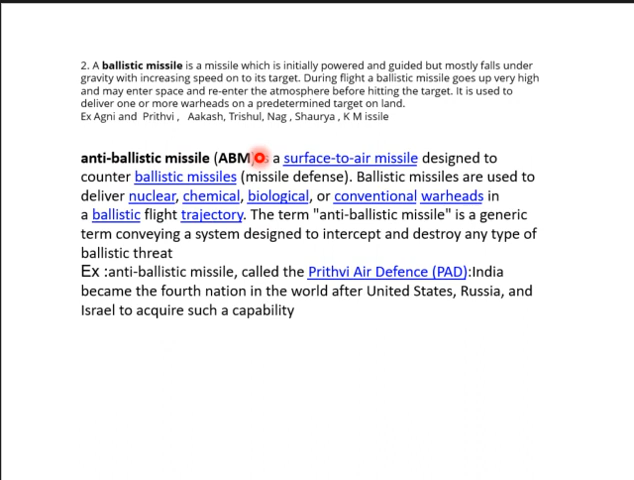 2. A ballistic missile is a missile which is initially powered and guided but mostly falls under
gravity with increasing speed on to its target. During flight a ballistic missile goes up very high
and may enter space and re-enter the atmosphere before hitting the target. It is used to
deliver one or more warheads on a predetermined target on land.
Ex Agni and Prithvi , Aakash, Trishul, Nag , Shaurya , K M issile
anti-ballistic missile (ABM) a surface-to-air missile designed to
counter ballistic missiles (missile defense). Ballistic missiles are used to
deliver nuclear, chemical, biological, or conventional warheads in
a ballistic flight trajectory. The term "anti-ballistic missile" is a generic
term conveying a system designed to intercept and destroy any type of
ballistic threat
Ex :anti-ballistic missile, called the Prithvi Air Defence (PAD):India
became the fourth nation in the world after United States, Russia, and
Israel to acquire such a capability